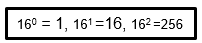 16⁰ = 1, 16¹=16, 16²=256